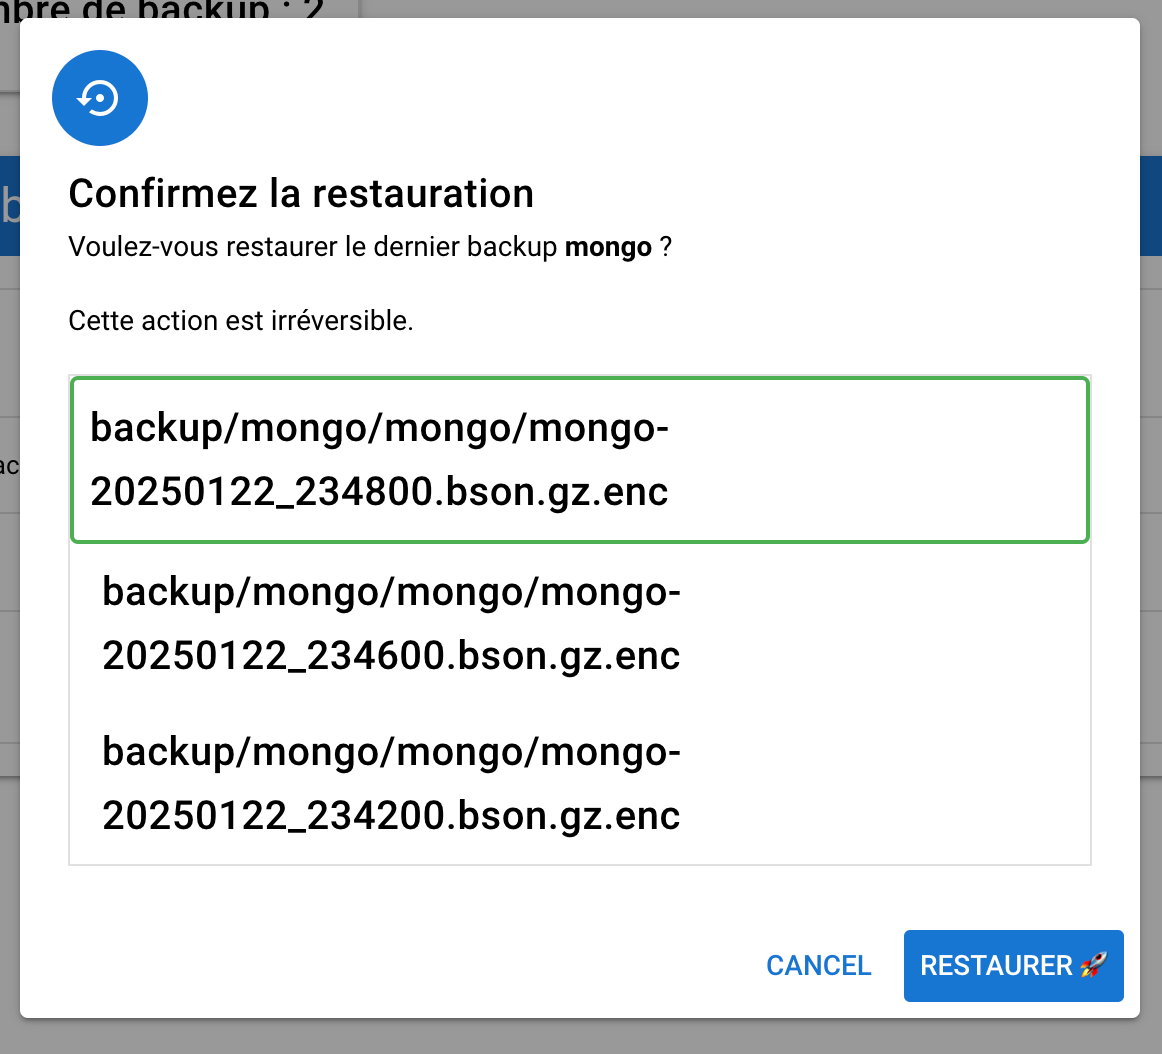 de backup : 2
Confirmez la restauration
Voulez-vous restaurer le dernier backup mongo ?
Cette action est irréversible.
backup/mongo/mongo/mongo-
20250122_234800.bson.gz.enc
backup/mongo/mongo/mongo-
20250122_234600.bson.gz.enc
backup/mongo/mongo/mongo-
20250122_234200.bson.gz.enc
CANCEL
RESTAURER 🚀